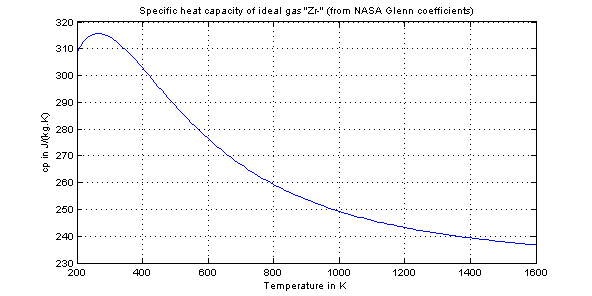 Specific heat capacity of ideal gas "Zr-" (from NASA Glenn coefficients)
320
310
300
290
280
270
260
250
240
230
cp in J/(kg.K)
200 400 600 800 1000 1200 1400 1600
Temperature in K